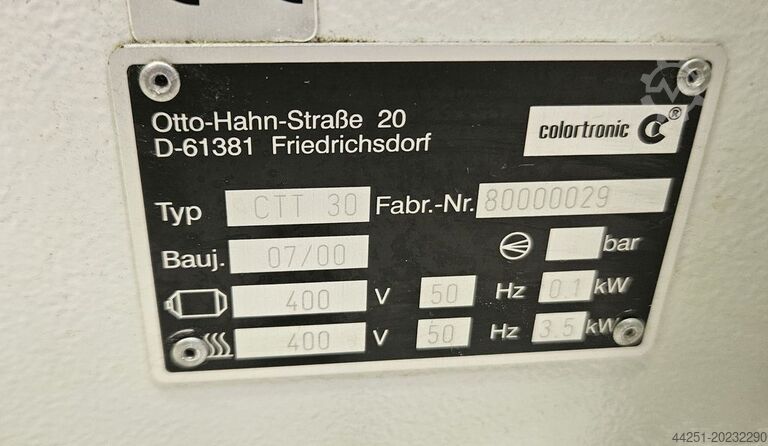 Otto-Hahn-Straße 20
D-61381 Friedrichsdorf
colortronic C ®
Typ CTT 30 Fabr.-Nr. 80000029
Bauj. 07/00 bar
400 V 50 Hz 0.1 kW
400 V 50 Hz 3.5 kW
44251-20232290